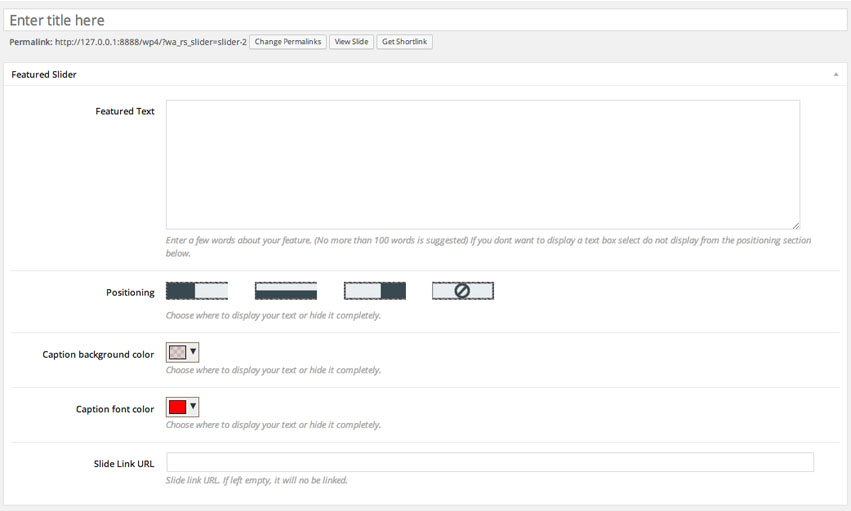 Enter title here
Permalink: http://127.0.0.1:8888/wp4/?wa_rs_slider=slider-2 Change Permalinks View Slide Get Shortlink
Featured Slider
Featured Text
Enter a few words about your feature. (No more than 100 words is suggested) If you dont want to display a text box select do not display from the positioning section
below.
Positioning
Choose where to display your text or hide it completely.
Caption background color
Choose where to display your text or hide it completely.
Caption font color
Choose where to display your text or hide it completely.
Slide Link URL
Slide link URL. If left empty, it will no be linked.